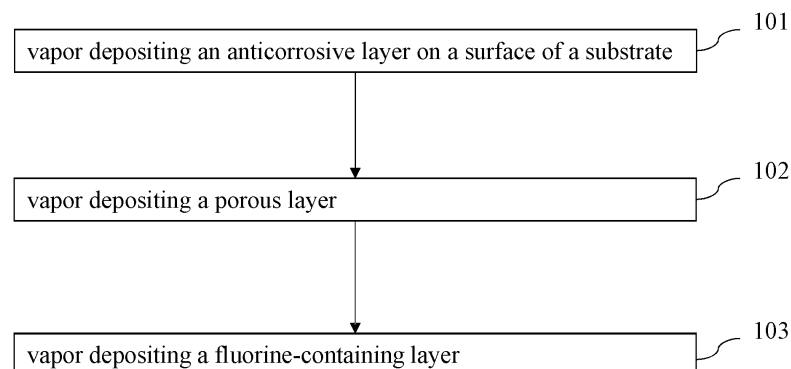 101
vapor depositing an anticorrosive layer on a surface of a substrate
102
vapor depositing a porous layer
103
vapor depositing a fluorine-containing layer